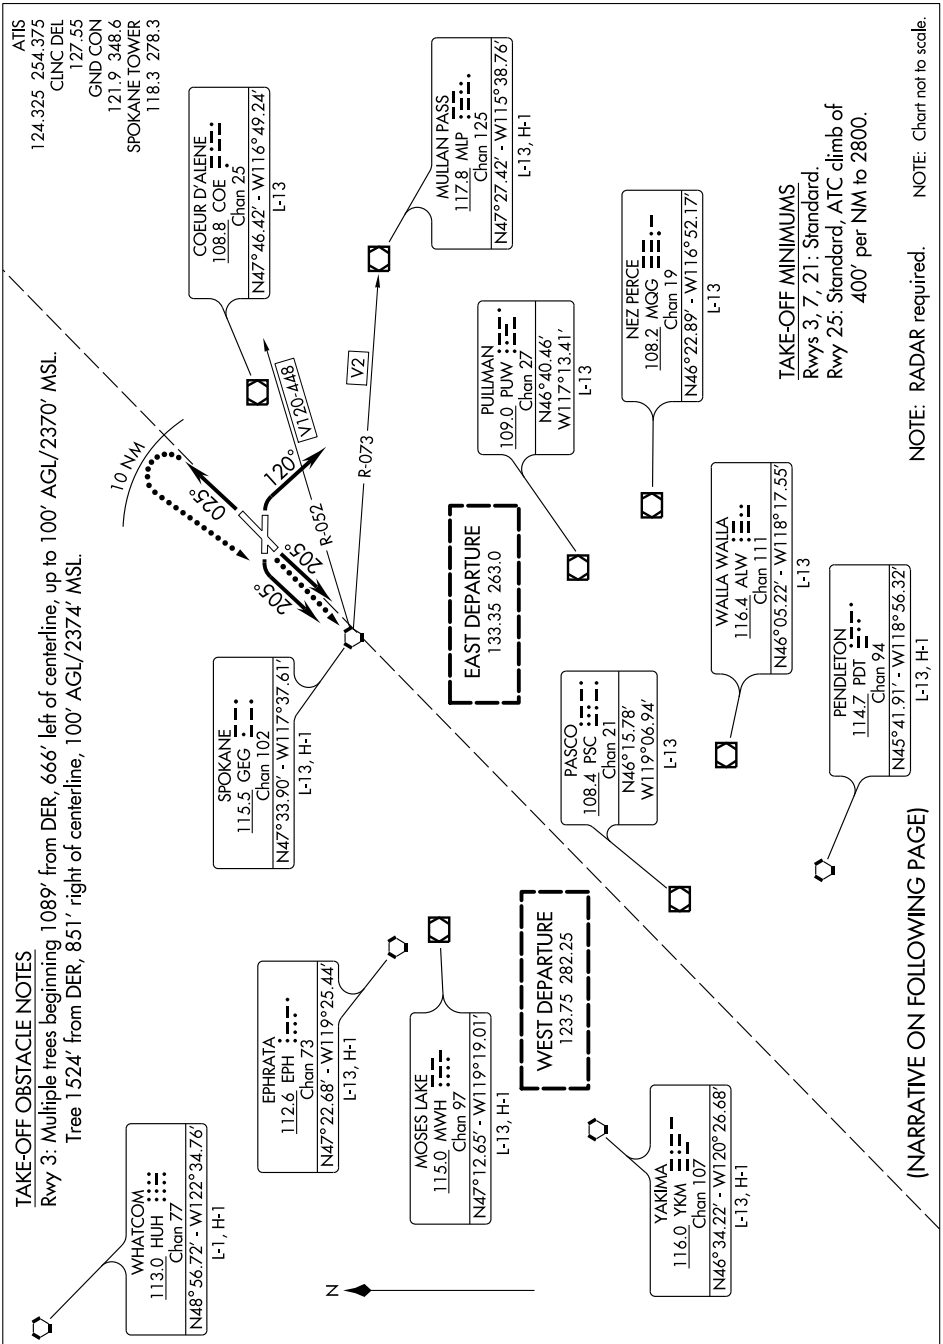 TAKE-OFF OBSTACLE NOTES
Rwy 3: Multiple trees beginning 1089' from DER, 666' left of centerline, up to 100' AGL/2370' MSL.
Tree 1524' from DER, 851' right of centerline, 100' AGL/2374' MSL.
ATIS
124.325 254.375
CLNC DEL
127.55
GND CON
121.9 348.6
SPOKANE TOWER
118.3 278.3
WHATCOM
113.0 HUH
Chan 77
N48°56.72' - W122°34.76'
L-1, H-1
EPHRATA
112.6 EPH
Chan 73
N47°22.68' - W119°25.44'
L-13, H-1
SPOKANE
115.5 GEG
Chan 102
N47°33.90' - W117°37.61'
L-13, H-1
COEUR D'ALENE
108.8 COE
Chan 25
N47°46.42' - W116°49.24'
L-13
10 NM
025°
120°
205°
205°
R-052
V120-448
R-073
V2
MULLAN PASS
117.8 MLP
Chan 125
N47°27.42' - W115°38.76'
L-13, H-1
MOSES LAKE
115.0 MWH
Chan 97
N47°12.65' - W119°19.01'
L-13, H-1
WEST DEPARTURE
123.75 282.25
EAST DEPARTURE
133.35 263.0
PULLMAN
109.0 PUW
Chan 27
N46°40.46'
W117°13.41'
L-13
PASCO
108.4 PSC
Chan 21
N46°15.78'
W119°06.94'
L-13
NEZ PERCE
108.2 MQG
Chan 19
N46°22.89' - W116°52.17'
L-13
YAKIMA
116.0 YKM
Chan 107
N46°34.22' - W120°26.68'
L-13, H-1
WALLA WALLA
116.4 ALW
Chan 111
N46°05.22' - W118°17.55'
L-13
PENDLETON
114.7 PDT
Chan 94
N45°41.91' - W118°56.32'
L-13, H-1
N
TAKE-OFF MINIMUMS
Rwys 3, 7, 21: Standard.
Rwy 25: Standard, ATC climb of
400' per NM to 2800.
(NARRATIVE ON FOLLOWING PAGE)
NOTE: RADAR required.
NOTE: Chart not to scale.